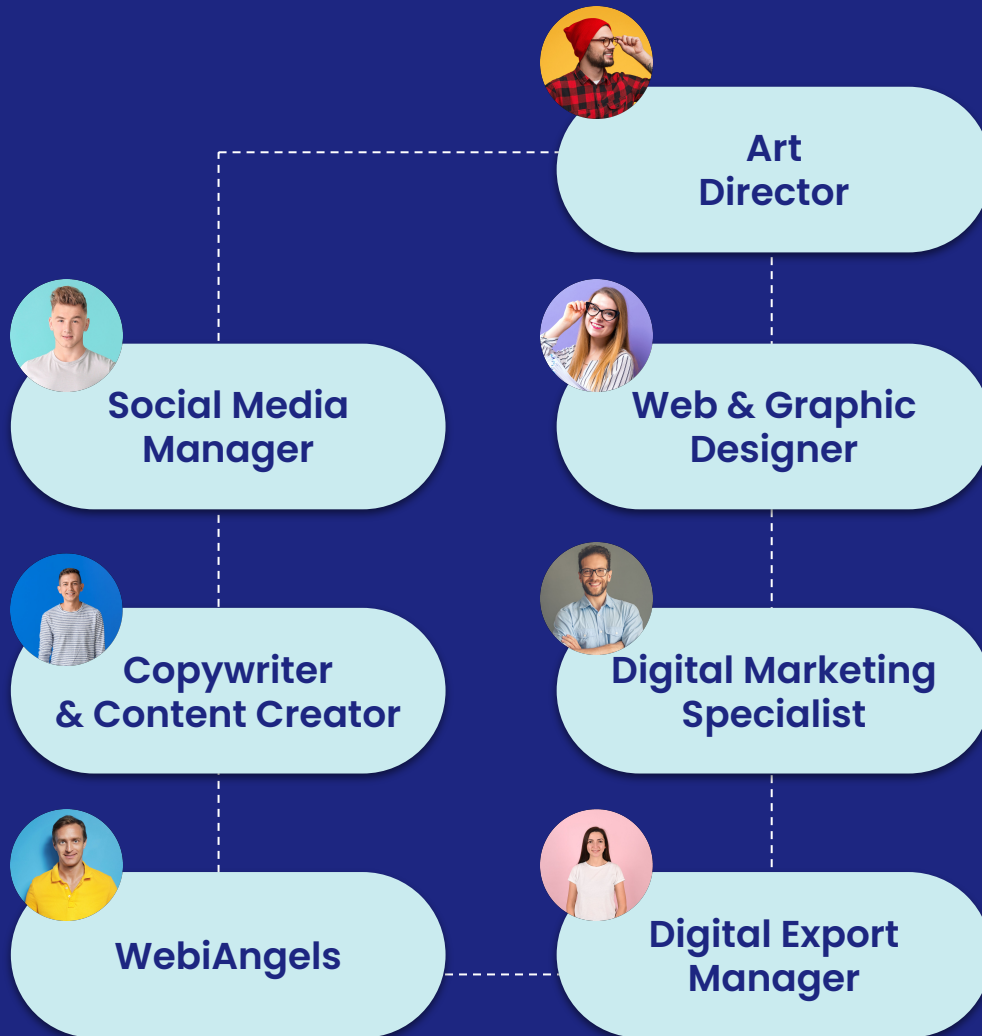 Art
Director
Social Media
Manager
Web & Graphic
Designer
Copywriter
& Content Creator
Digital Marketing
Specialist
WebiAngels
Digital Export
Manager